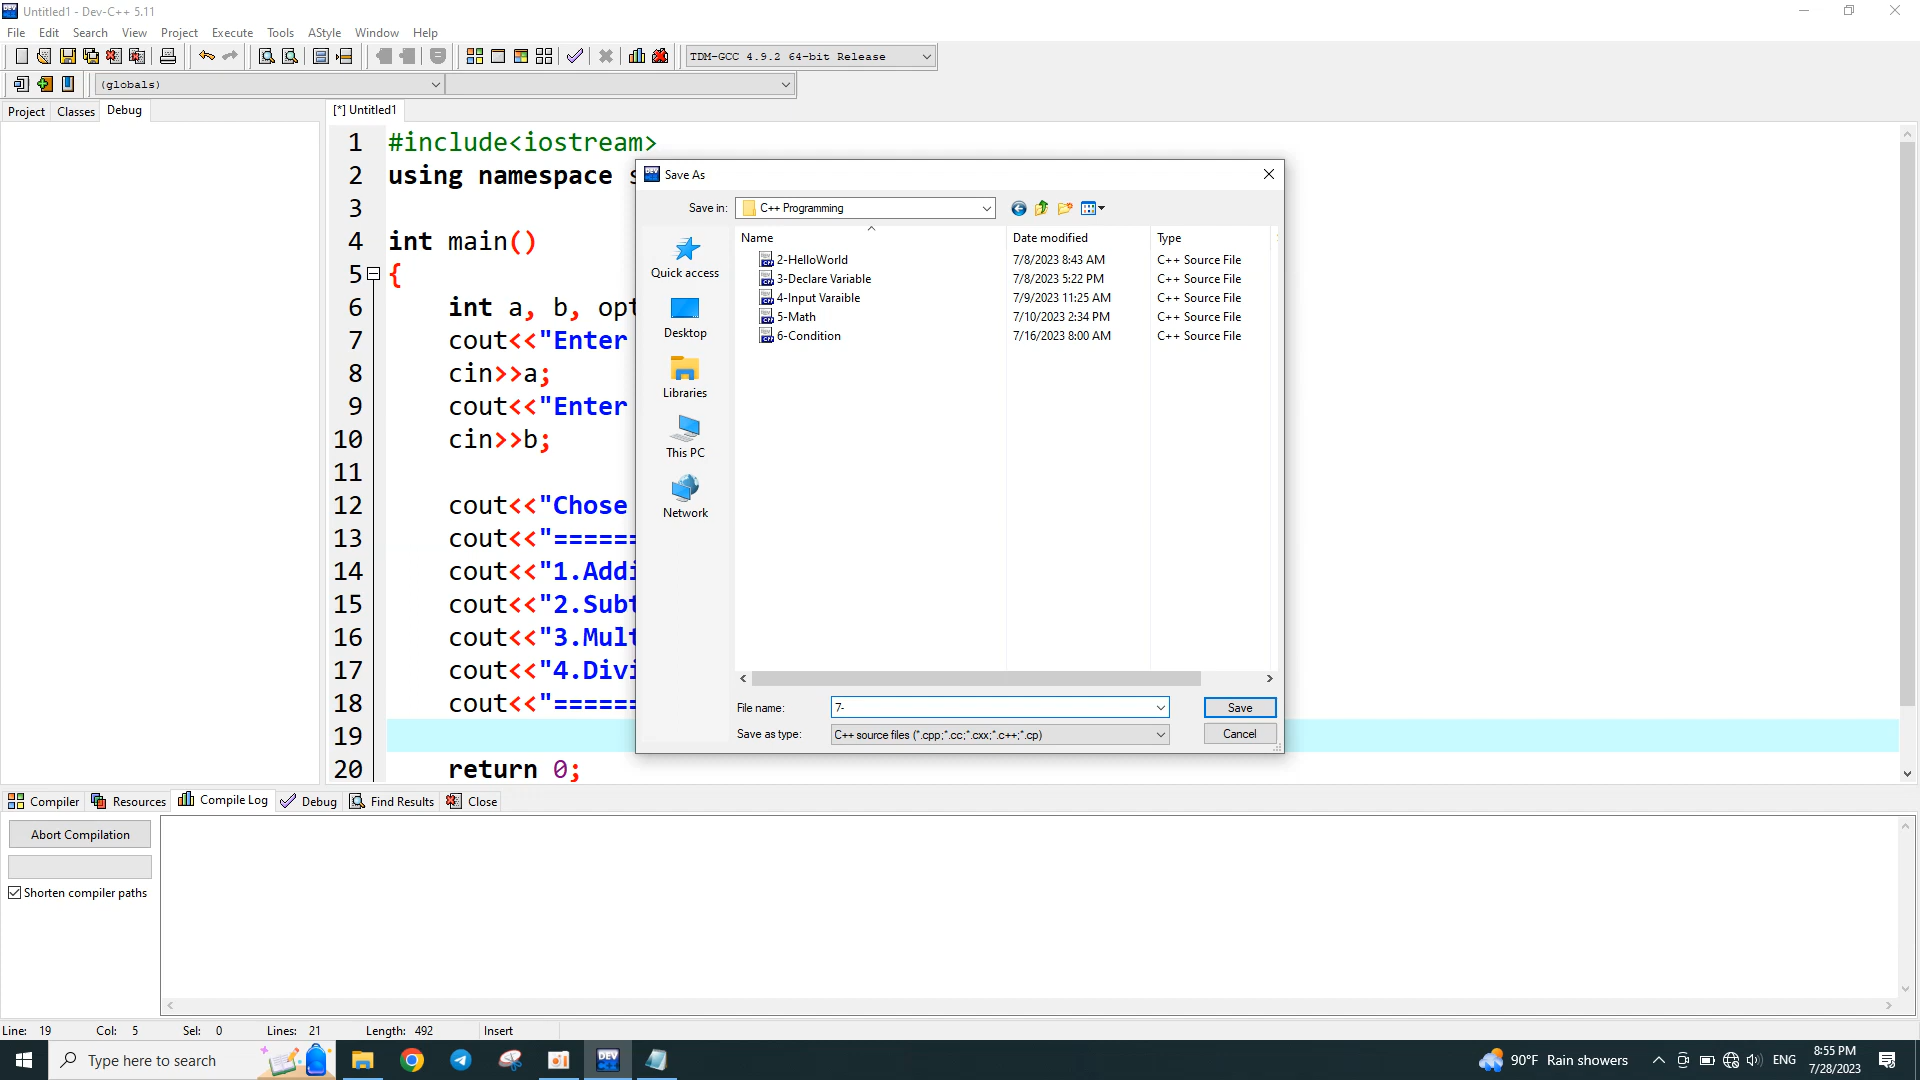 Untitled1 - Dev-C++ 5.11
File Edit Search View Project Execute Tools AStyle Window Help
TDM-GCC 4.9.2 64-bit Release
(globals)
Project Classes Debug
[*] Untitled1
1 #include<iostream>
2 using namespace s
3
4 int main()
5 {
6 int a, b, opt
7 cout<<"Enter
8 cin>>a;
9 cout<<"Enter
10 cin>>b;
11
12 cout<<"Chose
13 cout<<"======
14 cout<<"1.Addi
15 cout<<"2.Subt
16 cout<<"3.Mult
17 cout<<"4.Divi
18 cout<<"======
19
20 return 0;
Save As
Save in: C++ Programming
Quick access
Desktop
Libraries
This PC
Network
Name Date modified Type
2-HelloWorld 7/8/2023 8:43 AM C++ Source File
3-Declare Variable 7/8/2023 5:22 PM C++ Source File
4-Input Varaible 7/9/2023 11:25 AM C++ Source File
5-Math 7/10/2023 2:34 PM C++ Source File
6-Condition 7/16/2023 8:00 AM C++ Source File
File name: 7- Save
Save as type: C++ source files (*.cpp;*.cc;*.cxx;*.c++;*.cp) Cancel
Compiler Resources Compile Log Debug Find Results Close
Abort Compilation
Shorten compiler paths
Line: 19 Col: 5 Sel: 0 Lines: 21 Length: 492 Insert
Type here to search
DEV
90°F Rain showers
ENG
8:55 PM
7/28/2023